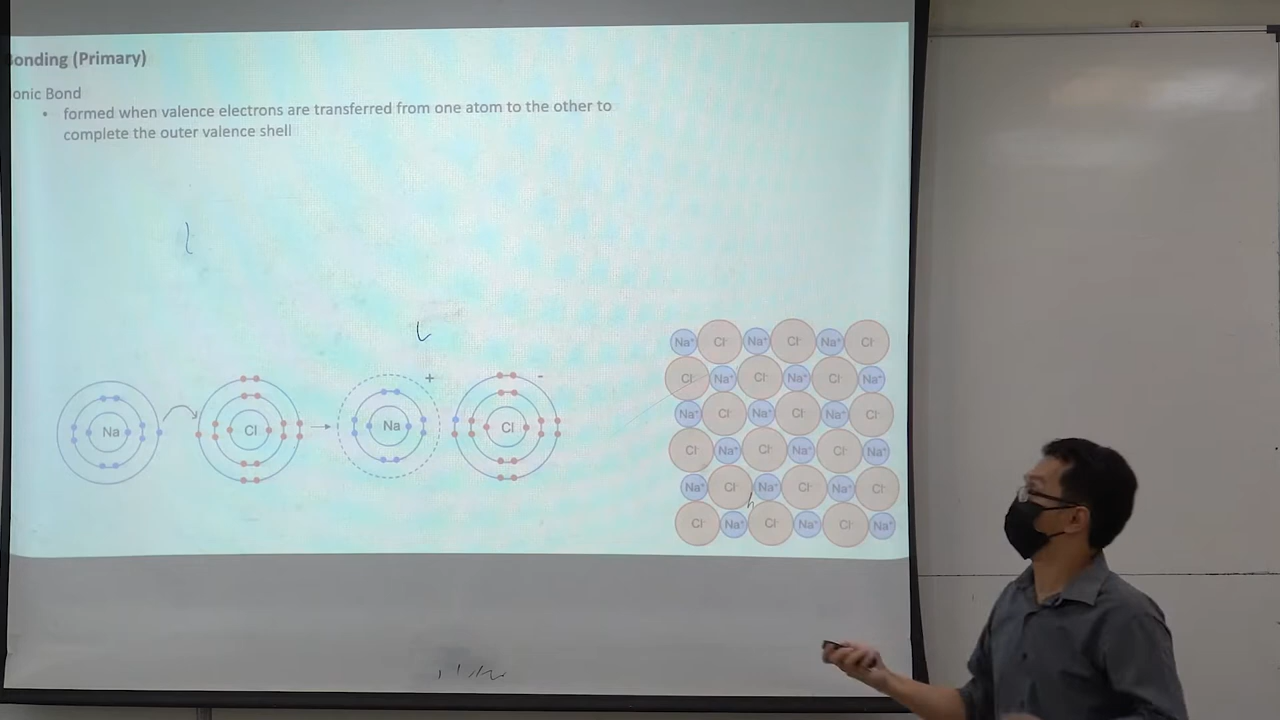 onding (Primary)
onic Bond
• formed when valence electrons are transferred from one atom to the other to
complete the outer valence shell
Na Cl Na + Cl -
Na⁺ Cl⁻ Na⁺ Cl⁻ Na⁺ Cl⁻
Cl⁻ Na⁺ Cl⁻ Na⁺ Cl⁻ Na⁺
Na⁺ Cl⁻ Na⁺ Cl⁻ Na⁺ Cl⁻
Cl⁻ Na⁺ Cl⁻ Na⁺ Cl⁻ Na⁺
Na⁺ Cl⁻ Na⁺ Cl⁻ Na⁺ Cl⁻
Cl⁻ Na⁺ Cl⁻ Na⁺ Cl⁻ Na⁺